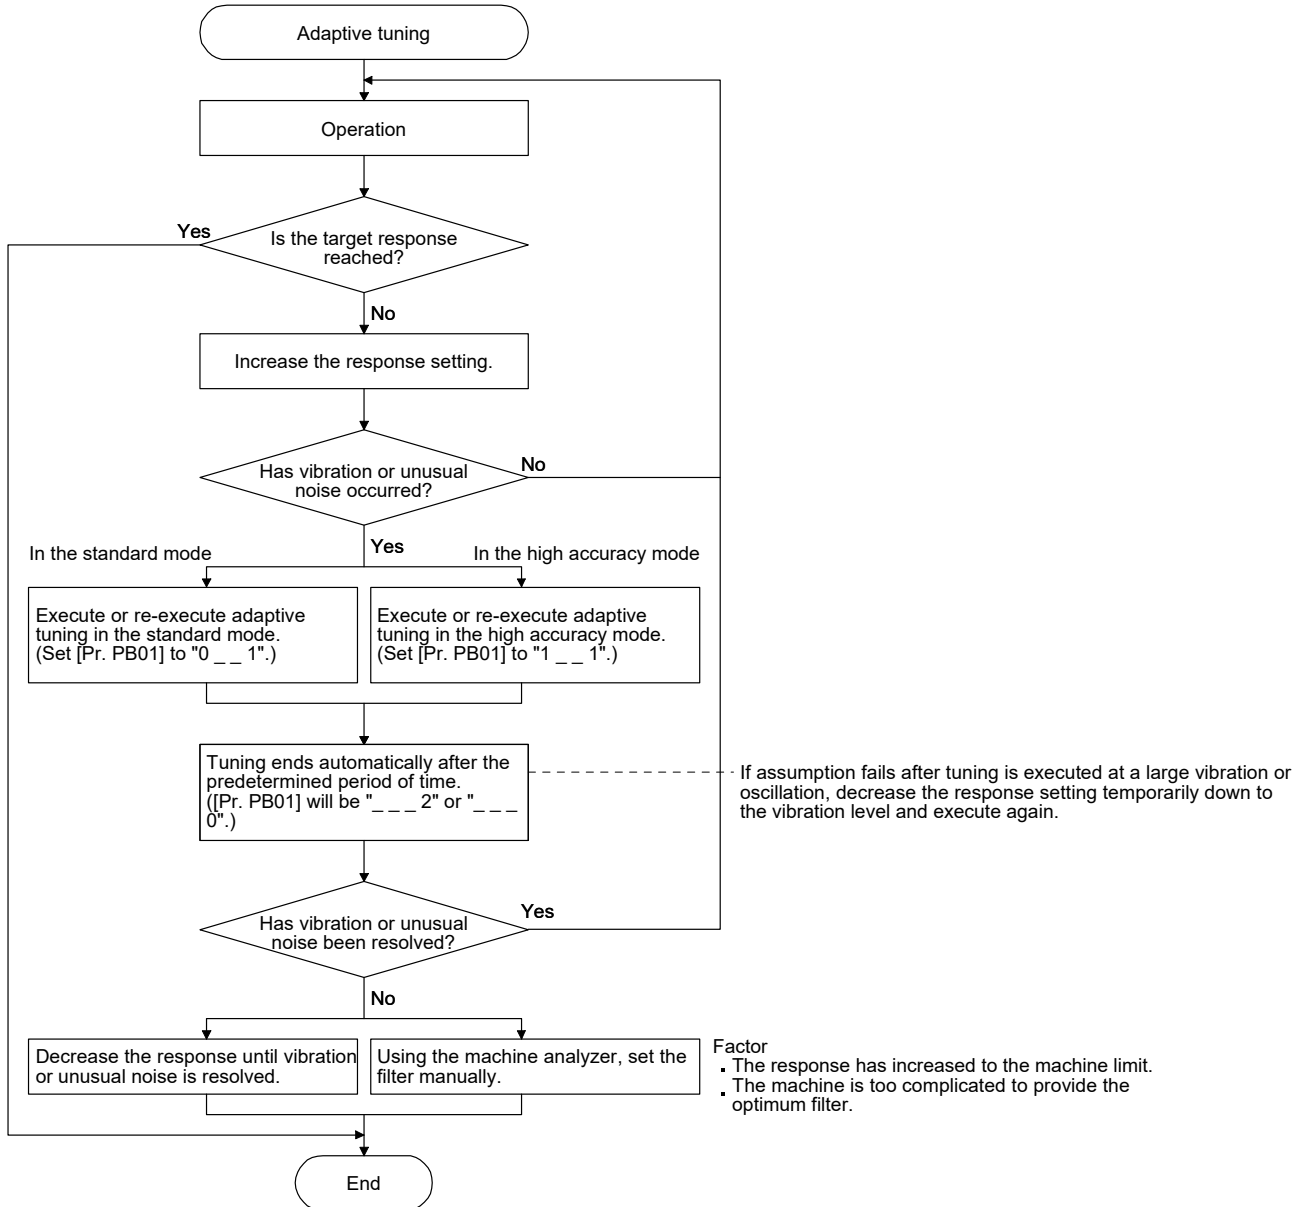 Adaptive tuning
Operation
Yes
Is the target response
reached?
No
Increase the response setting.
Has vibration or unusual
noise occurred?
No
Yes
In the standard mode
In the high accuracy mode
Execute or re-execute adaptive
tuning in the standard mode.
(Set [Pr. PB01] to "0 _ _ 1".)
Execute or re-execute adaptive
tuning in the high accuracy mode.
(Set [Pr. PB01] to "1 _ _ 1".)
Tuning ends automatically after the
predetermined period of time.
([Pr. PB01] will be "_ _ _ 2" or "_ _ _
0".)
If assumption fails after tuning is executed at a large vibration or
oscillation, decrease the response setting temporarily down to
the vibration level and execute again.
Has vibration or unusual
noise been resolved?
Yes
No
Decrease the response until vibration
or unusual noise is resolved.
Using the machine analyzer, set the
filter manually.
Factor
. The response has increased to the machine limit.
. The machine is too complicated to provide the
optimum filter.
End